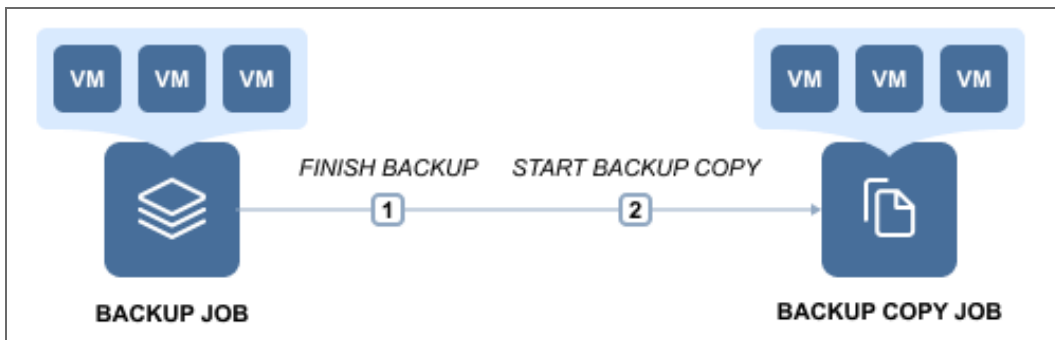 VM VM VM VM VM VM
FINISH BACKUP START BACKUP COPY
1 2
BACKUP JOB BACKUP COPY JOB